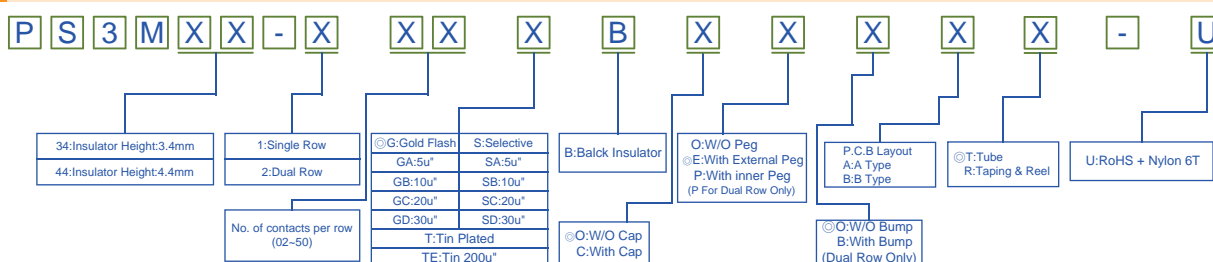 P S 3 M X X - X X X X B X X X X X - U
34:Insulator Height:3.4mm
44:Insulator Height:4.4mm
1:Single Row
2:Dual Row
No. of contacts per row
(02~50)
◎G:Gold Flash S:Selective
GA:5u" SA:5u"
GB:10u" SB:10u"
GC:20u" SC:20u"
GD:30u" SD:30u"
T:Tin Plated
TE:Tin 200u"
B:Balck Insulator
◎O:W/O Cap
C:With Cap
O:W/O Peg
◎E:With External Peg
P:With inner Peg
(P For Dual Row Only)
◎O:W/O Bump
B:With Bump
(Dual Row Only)
P.C.B Layout
A:A Type
B:B Type
◎T:Tube
R:Taping & Reel
U:RoHS + Nylon 6T